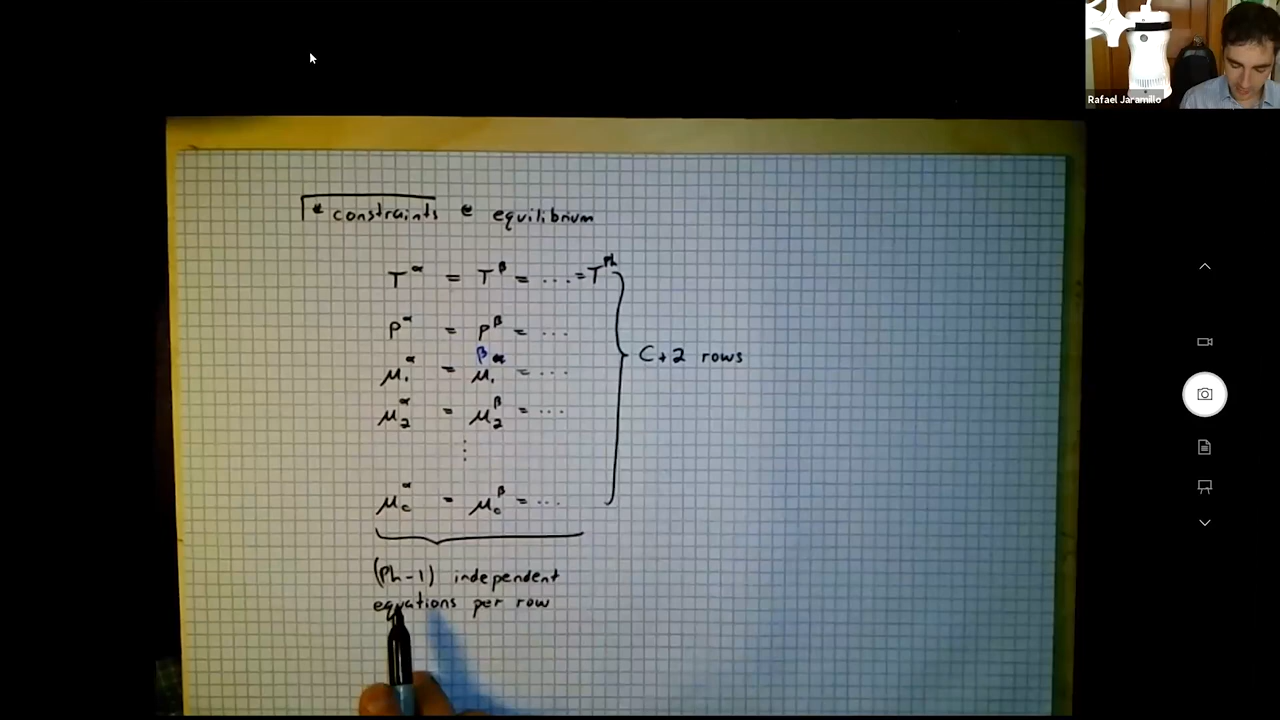 Rafael Jaramillo
* constraints @ equilibrium
T^α = T^β = ... = T^Ph
P^α = P^β = ...
μ₁^α = μ₁^β α = ...
C+2 rows
μ₂^α = μ₂^β = ...
⋮
μ_c^α = μ_c^β = ...
(Ph-1) independent
equations per row